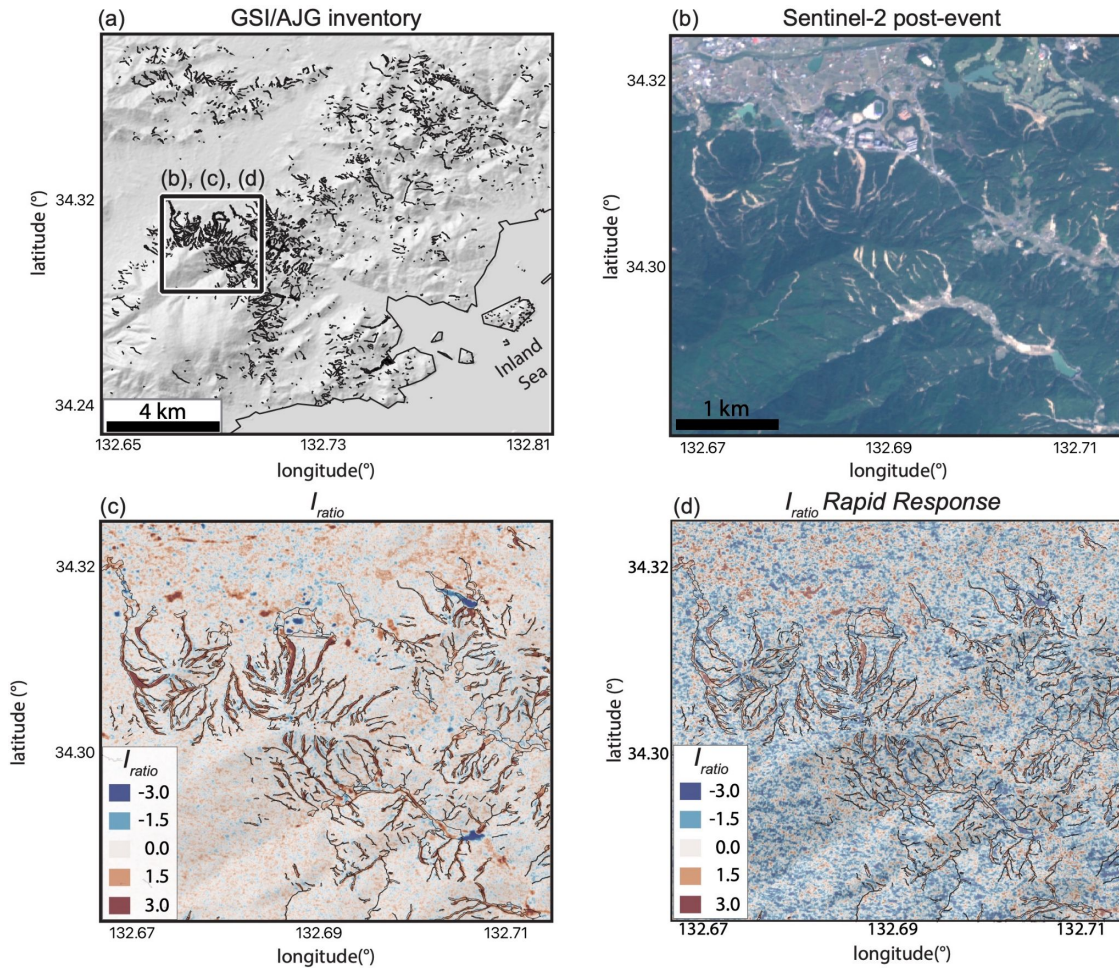 (a) GSI/AJG inventory
(b), (c), (d)
Inland
Sea
34.32
34.24
latitude (°)
4 km
132.65 132.73 132.81
longitude(°)
(b) Sentinel-2 post-event
34.32
34.30
latitude (°)
1 km
132.67 132.69 132.71
longitude(°)
(c) I ratio
34.32
34.30
latitude (°)
I ratio
-3.0
-1.5
0.0
1.5
3.0
132.67 132.69 132.71
longitude(°)
(d) I ratio Rapid Response
34.32
34.30
latitude (°)
I ratio
-3.0
-1.5
0.0
1.5
3.0
132.67 132.69 132.71
longitude(°)